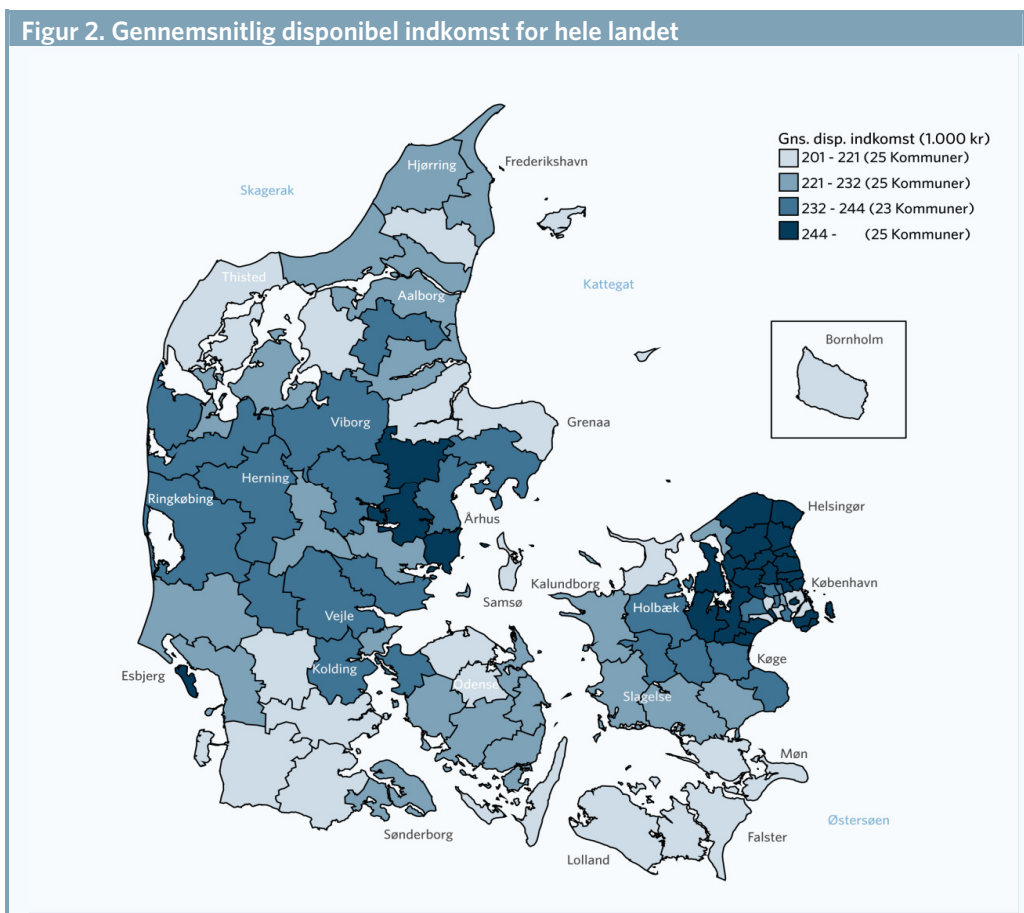 Figur 2. Gennemsnitlig disponibel indkomst for hele landet
Gns. disp. indkomst (1.000 kr)
201 - 221 (25 Kommuner)
221 - 232 (25 Kommuner)
232 - 244 (23 Kommuner)
244 - (25 Kommuner)
Hjørring
Frederikshavn
Skagerak
Thisted
Kattegat
Aalborg
Bornholm
Viborg
Grenaa
Herning
Ringkøbing
Århus
Helsingør
Kalundborg
København
Samsø
Holbæk
Vejle
Køge
Esbjerg
Kolding
Odense
Slagelse
Møn
Østersøen
Sønderborg
Falster
Lolland